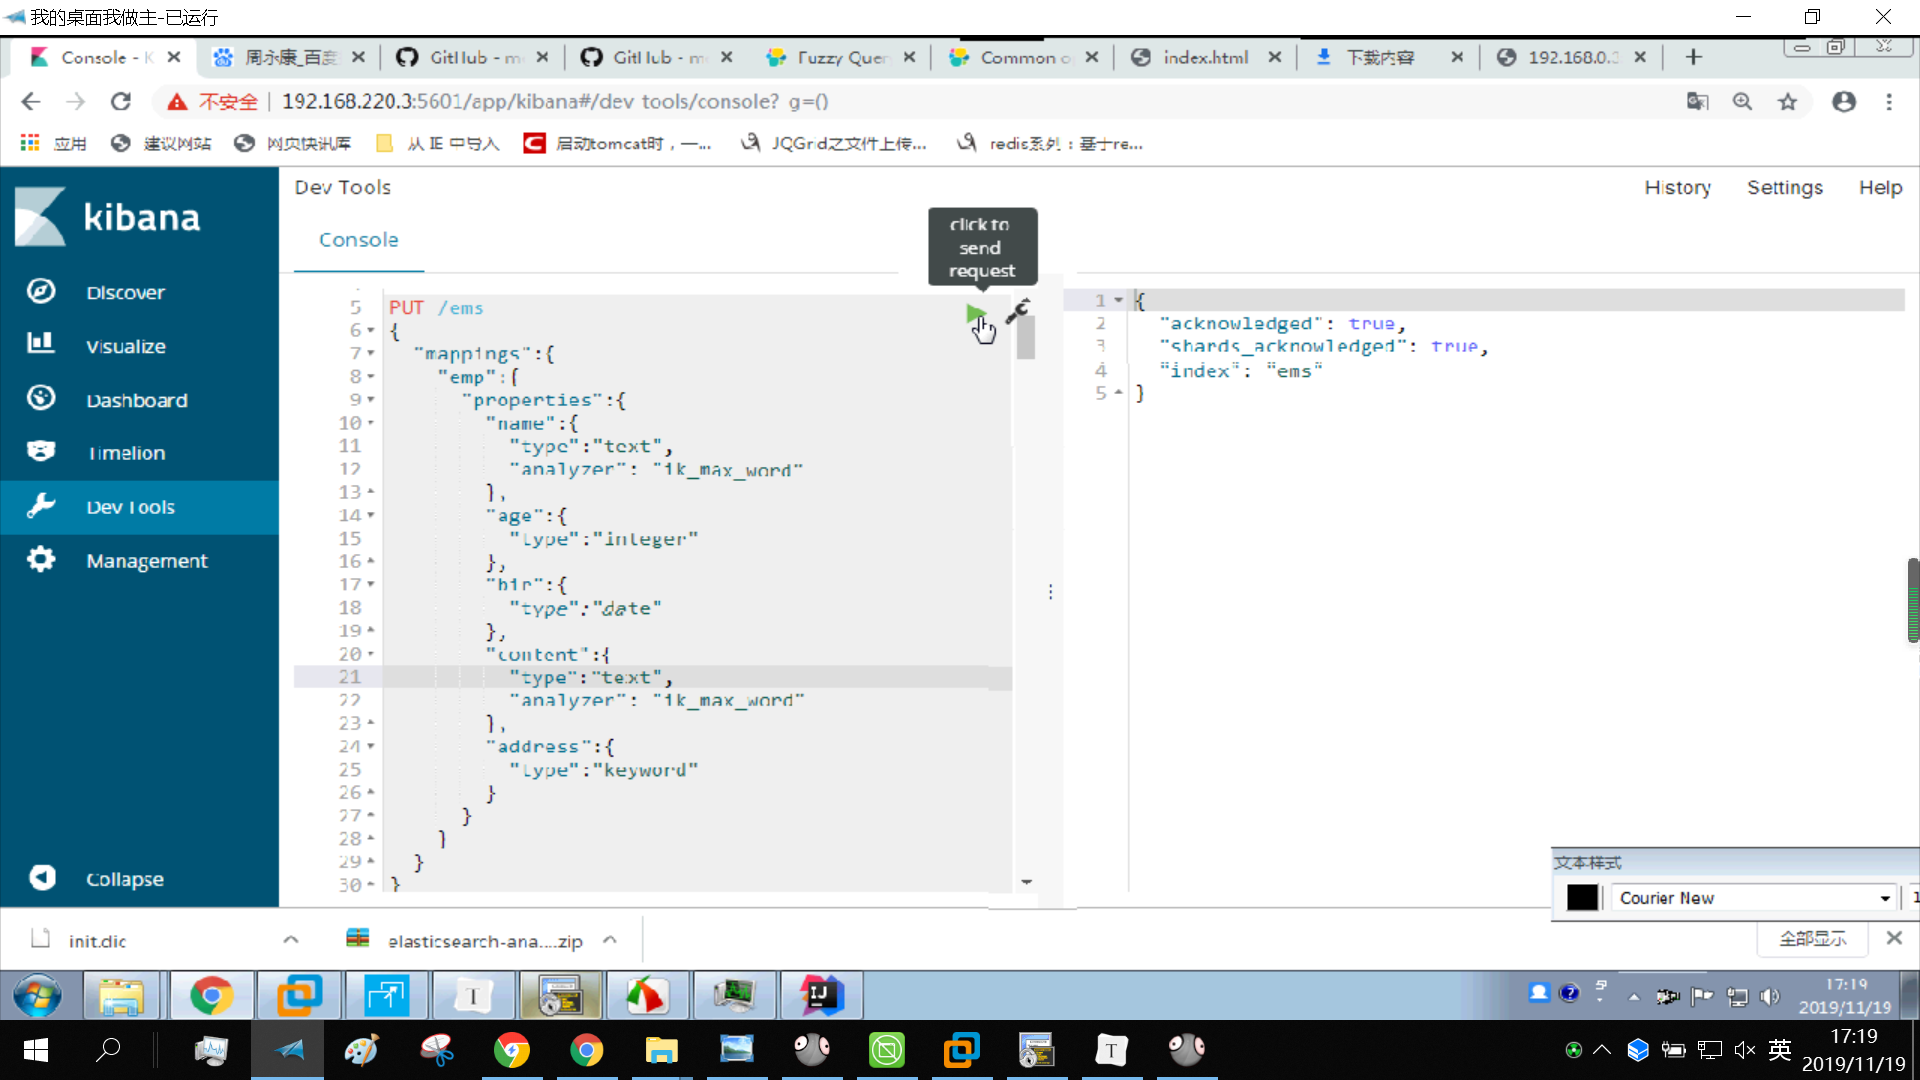 我的桌面我做主-已运行
Console - K
周永康_百度
GitHub - m
GitHub - m
Fuzzy Quer
Common o
index.html
下载内容
192.168.0.3
不安全
192.168.220.3:5601/app/kibana#/dev_tools/console?_g=()
应用
建议网站
网页快讯库
从 IE 中导入
启动tomcat时，一...
JQGrid之文件上传...
redis系列：基于re...
kibana
Discover
Visualize
Dashboard
Timelion
Dev Tools
Management
Collapse
Dev Tools
History
Settings
Help
Console
click to
send
request
5 PUT /ems
6 {
7 "mappings":{
8 "emp":{
9 "properties":{
10 "name":{
11 "type":"text",
12 "analyzer": "ik_max_word"
13 },
14 "age":{
15 "type":"integer"
16 },
17 "bir":{
18 "type":"date"
19 },
20 "content":{
21 "type":"text",
22 "analyzer": "ik_max_word"
23 },
24 "address":{
25 "type":"keyword"
26 }
27 }
28 }
29 }
30 }
1 {
2 "acknowledged": true,
3 "shards_acknowledged": true,
4 "index": "ems"
5 }
文本样式
Courier New
init.dic
elasticsearch-ana....zip
全部显示
17:19
2019/11/19
英
17:19
2019/11/19